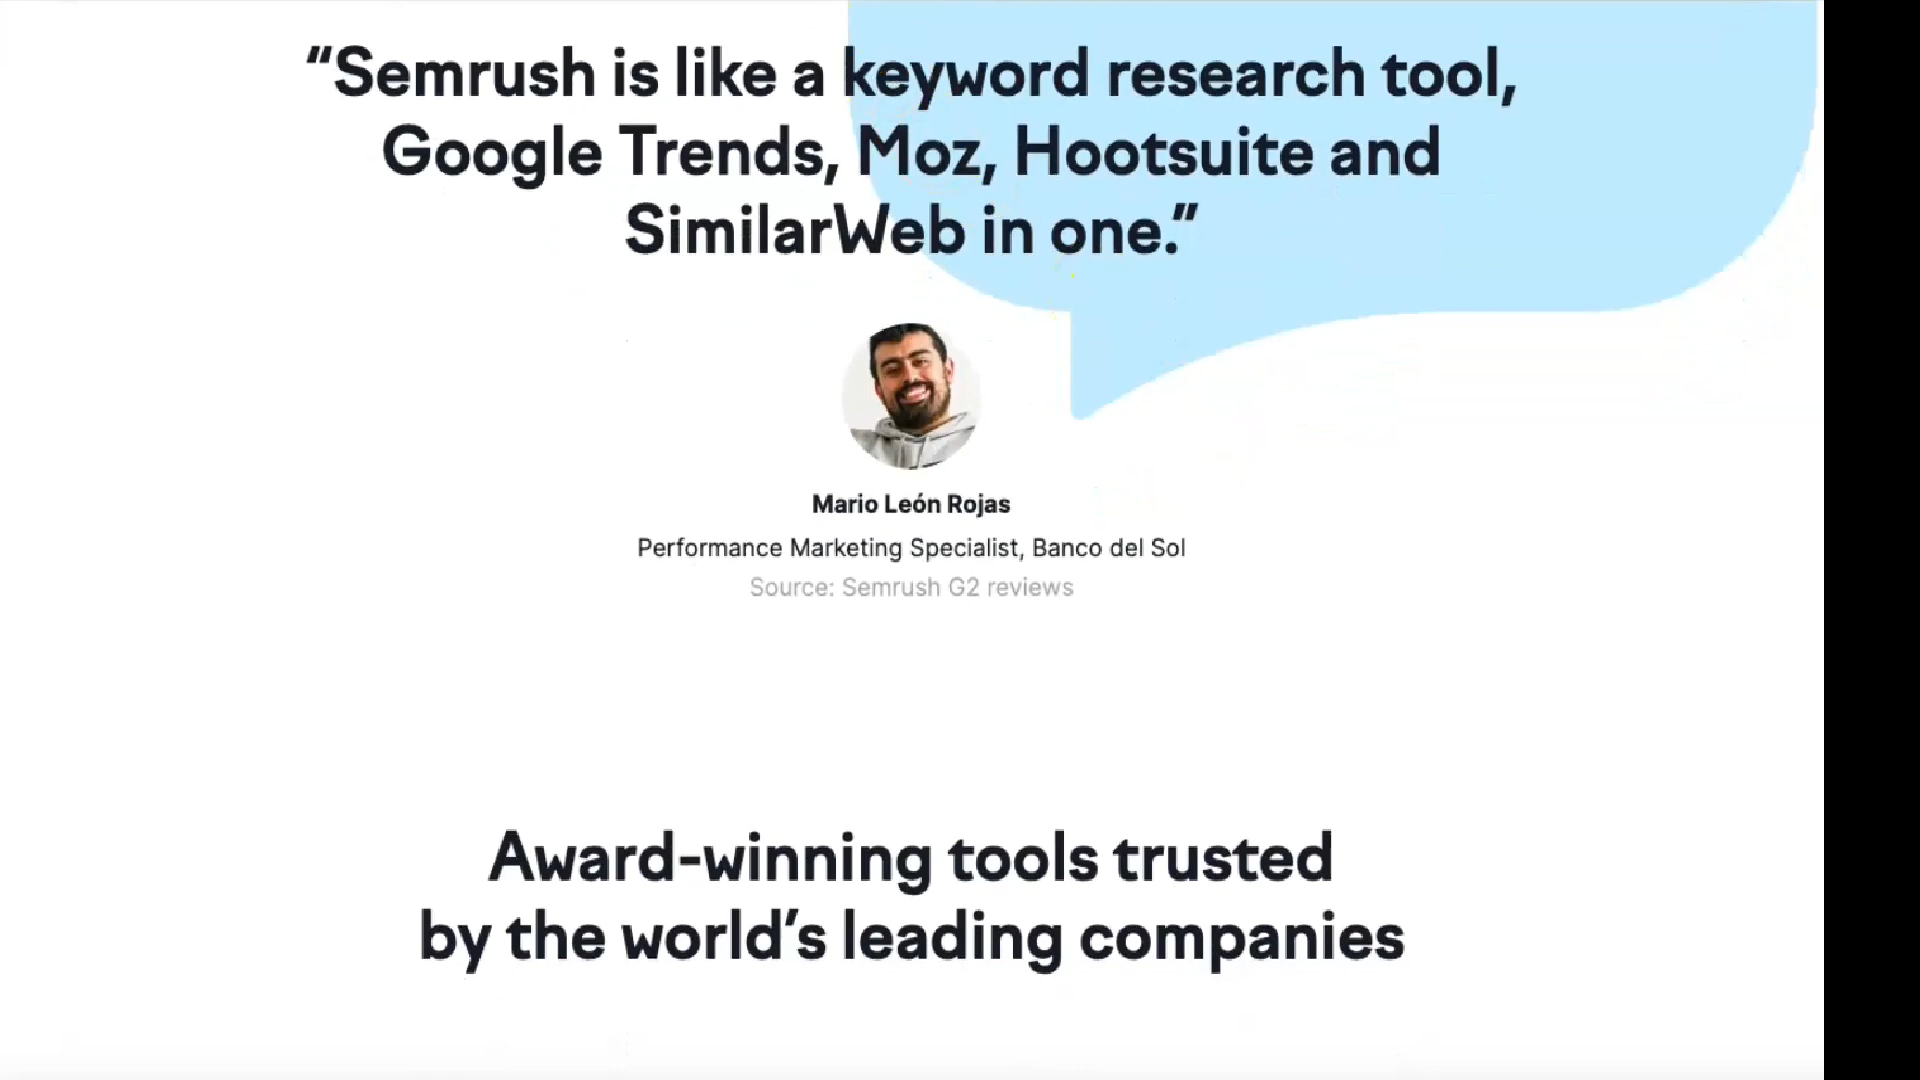 “Semrush is like a keyword research tool,
Google Trends, Moz, Hootsuite and
SimilarWeb in one.”
Mario León Rojas
Performance Marketing Specialist, Banco del Sol
Source: Semrush G2 reviews
Award-winning tools trusted
by the world’s leading companies